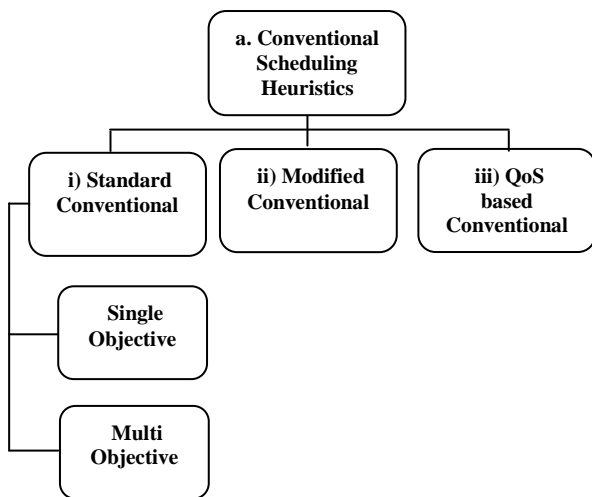 a. Conventional
Scheduling
Heuristics
i) Standard
Conventional
ii) Modified
Conventional
iii) QoS
based
Conventional
Single
Objective
Multi
Objective